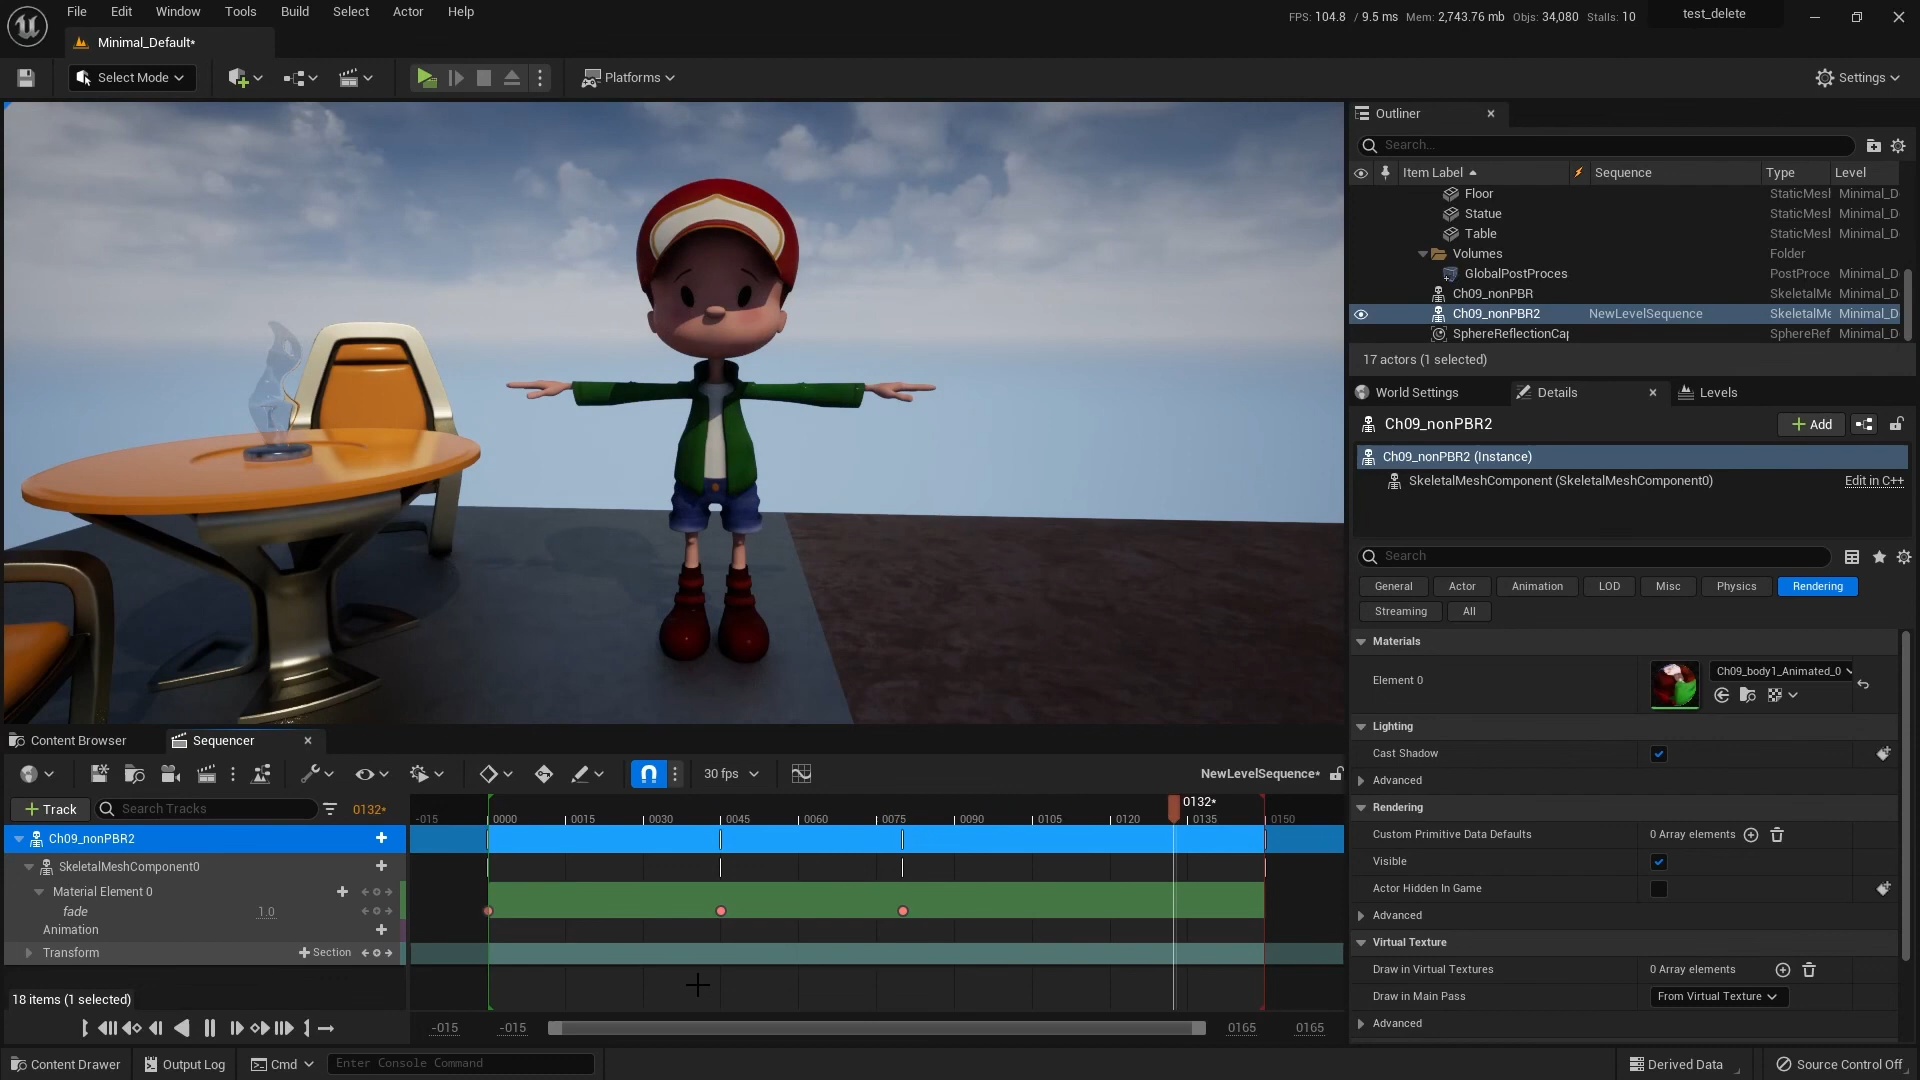 File Edit Window Tools Build Select Actor Help
FPS: 104.8 / 9.5 ms Mem: 2,743.76 mb Objs: 34,080 Stalls: 10 test_delete
Minimal_Default*
Select Mode Platforms Settings
Outliner
Search...
Item Label Sequence Type Level
Floor StaticMesl Minimal_D
Statue StaticMesl Minimal_D
Table StaticMesl Minimal_D
Volumes Folder
GlobalPostProces PostProce Minimal_D
Ch09_nonPBR SkeletalMe Minimal_D
Ch09_nonPBR2 NewLevelSequence SkeletalMe Minimal_D
SphereReflectionCap SphereRef Minimal_D
17 actors (1 selected)
World Settings Details Levels
Ch09_nonPBR2 Add
Ch09_nonPBR2 (Instance)
SkeletalMeshComponent (SkeletalMeshComponent0) Edit in C++
Search
General Actor Animation LOD Misc Physics Rendering
Streaming All
Materials
Element 0 Ch09_body1_Animated_0
Lighting
Cast Shadow
Advanced
Rendering
Custom Primitive Data Defaults 0 Array elements
Visible
Actor Hidden In Game
Advanced
Virtual Texture
Draw in Virtual Textures 0 Array elements
Draw in Main Pass From Virtual Texture
Advanced
Content Browser Sequencer
30 fps NewLevelSequence*
Track Search Tracks 0132*
0132*
-015 0000 0015 0030 0045 0060 0075 0090 0105 0120 0135 0150
Ch09_nonPBR2
SkeletalMeshComponent0
Material Element 0
fade 1.0
Animation
Transform Section
18 items (1 selected)
-015 -015 0165 0165
Content Drawer Output Log Cmd Enter Console Command Derived Data Source Control Off